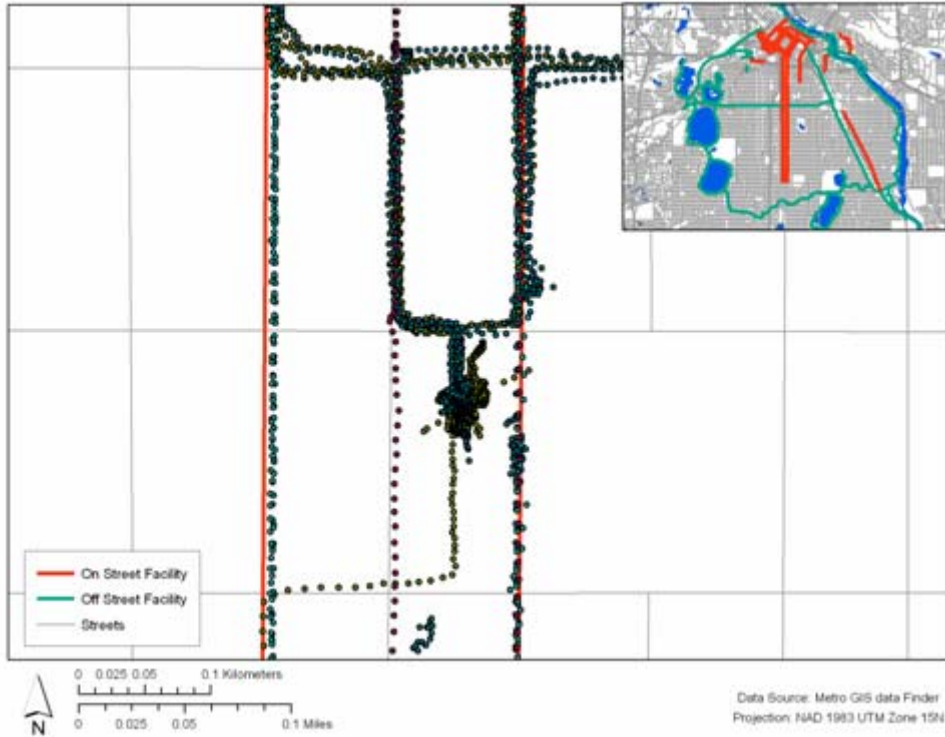 On Street Facility
Off Street Facility
Streets
0 0.025 0.05 0.1 Kilometers
0 0.025 0.05 0.1 Miles
N
Data Source: Metro GIS data Finder
Projection: NAD 1983 UTM Zone 15N